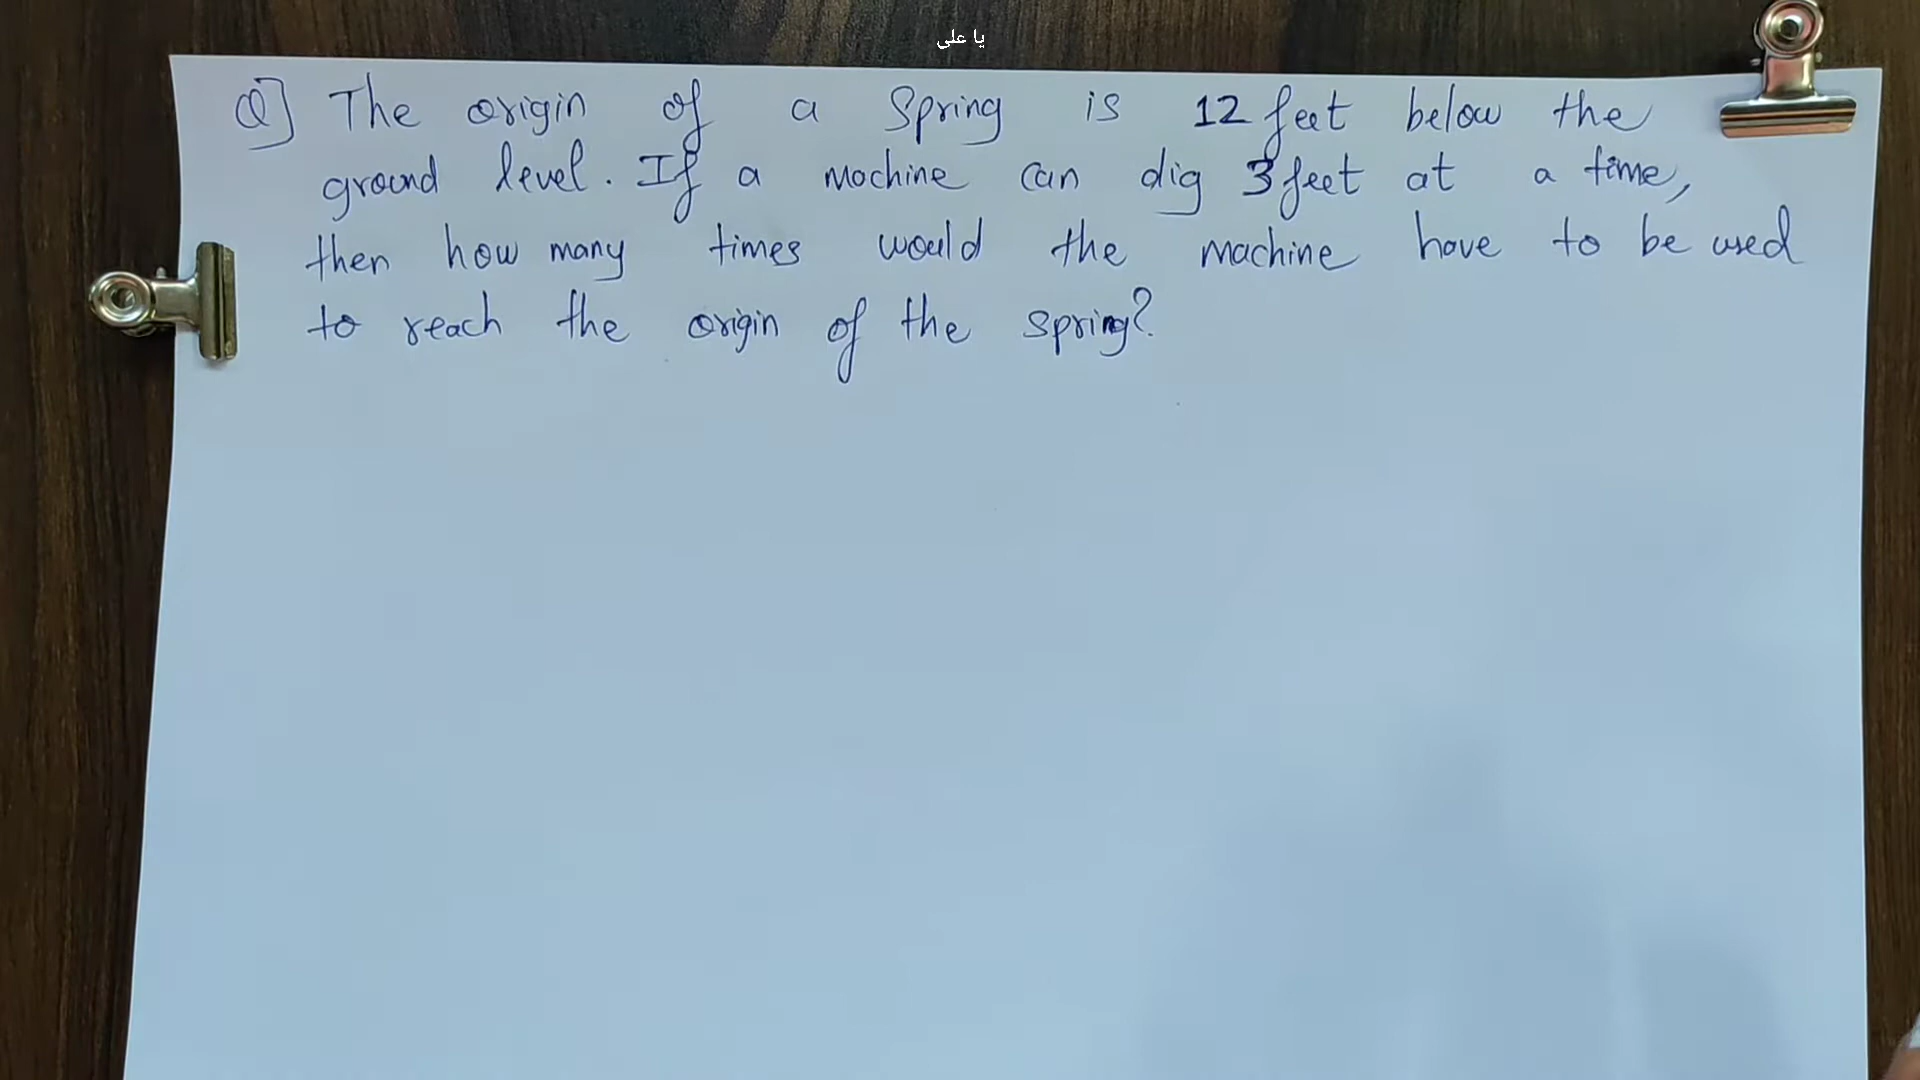 يا علی
Q] The origin of a Spring is 12 feet below the
ground level. If a machine can dig 3 feet at a time,
then how many times would the machine have to be used
to reach the origin of the spring?